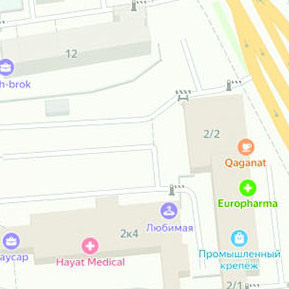 12
h-brok
2/2
Qaganat
Europharma
2к4
Любимая
Промышленный
крепёж
аусар
Hayat Medical
2/1